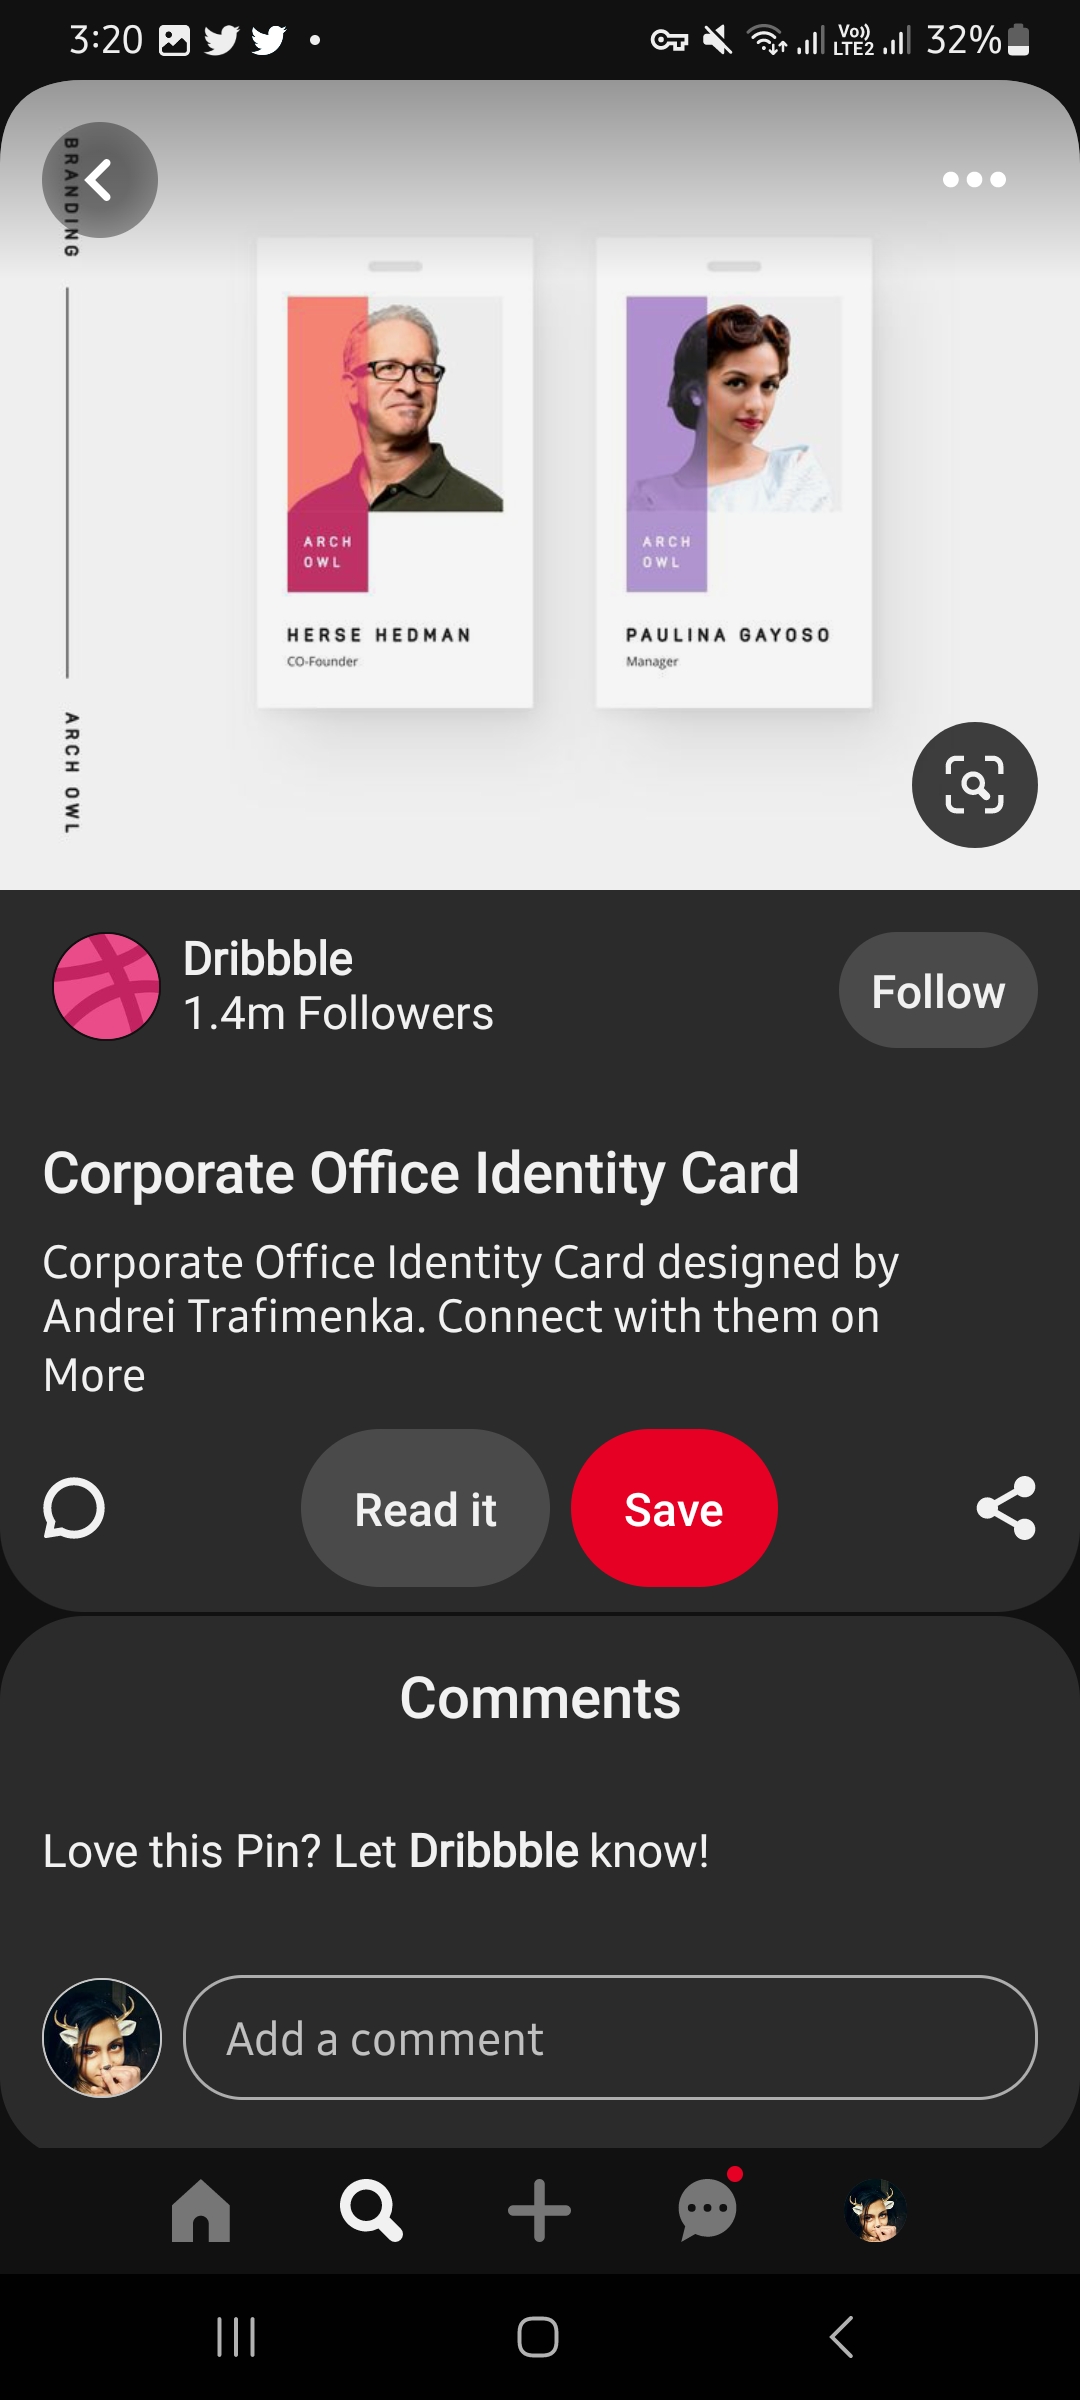 3:20
Vo)) LTE2
32%
BRANDING
ARCH OWL
ARCH
OWL
HERSE HEDMAN
CO-Founder
ARCH
OWL
PAULINA GAYOSO
Manager
Dribbble
1.4m Followers
Follow
Corporate Office Identity Card
Corporate Office Identity Card designed by
Andrei Trafimenka. Connect with them on
More
Read it
Save
Comments
Love this Pin? Let Dribbble know!
Add a comment